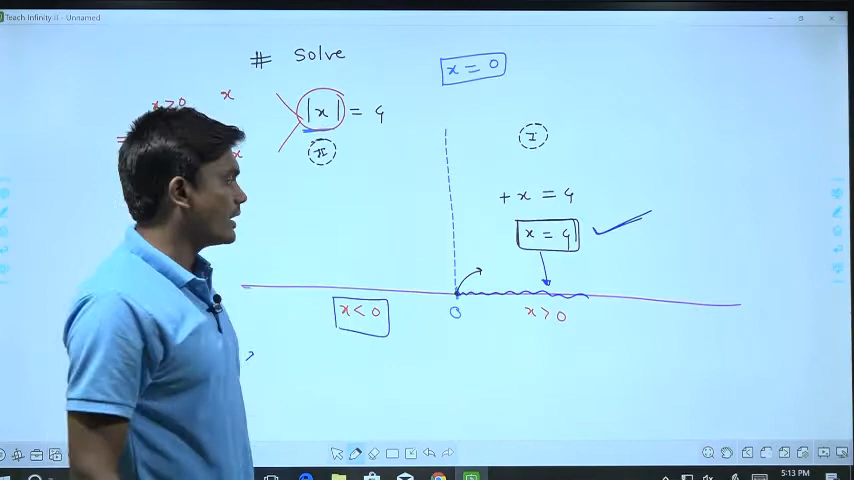 Teach Infinity II - Unnamed
# Solve
x = 0
x > 0 x
|x| = 4
=
x
II
I
+ x = 4
x = 4
x < 0
0
x > 0
5:13 PM